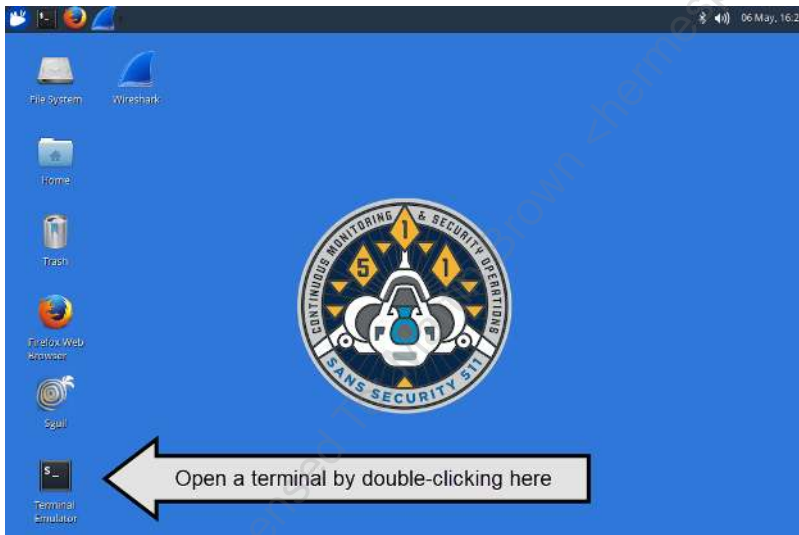 06 May, 16:2
File System
Wireshark
Home
Trash
Firefox Web
Browser
Sguil
$_
Terminal
Emulator
Open a terminal by double-clicking here
CONTINUOUS MONITORING & SECURITY OPERATIONS
5 1 1
SANS SECURITY 511